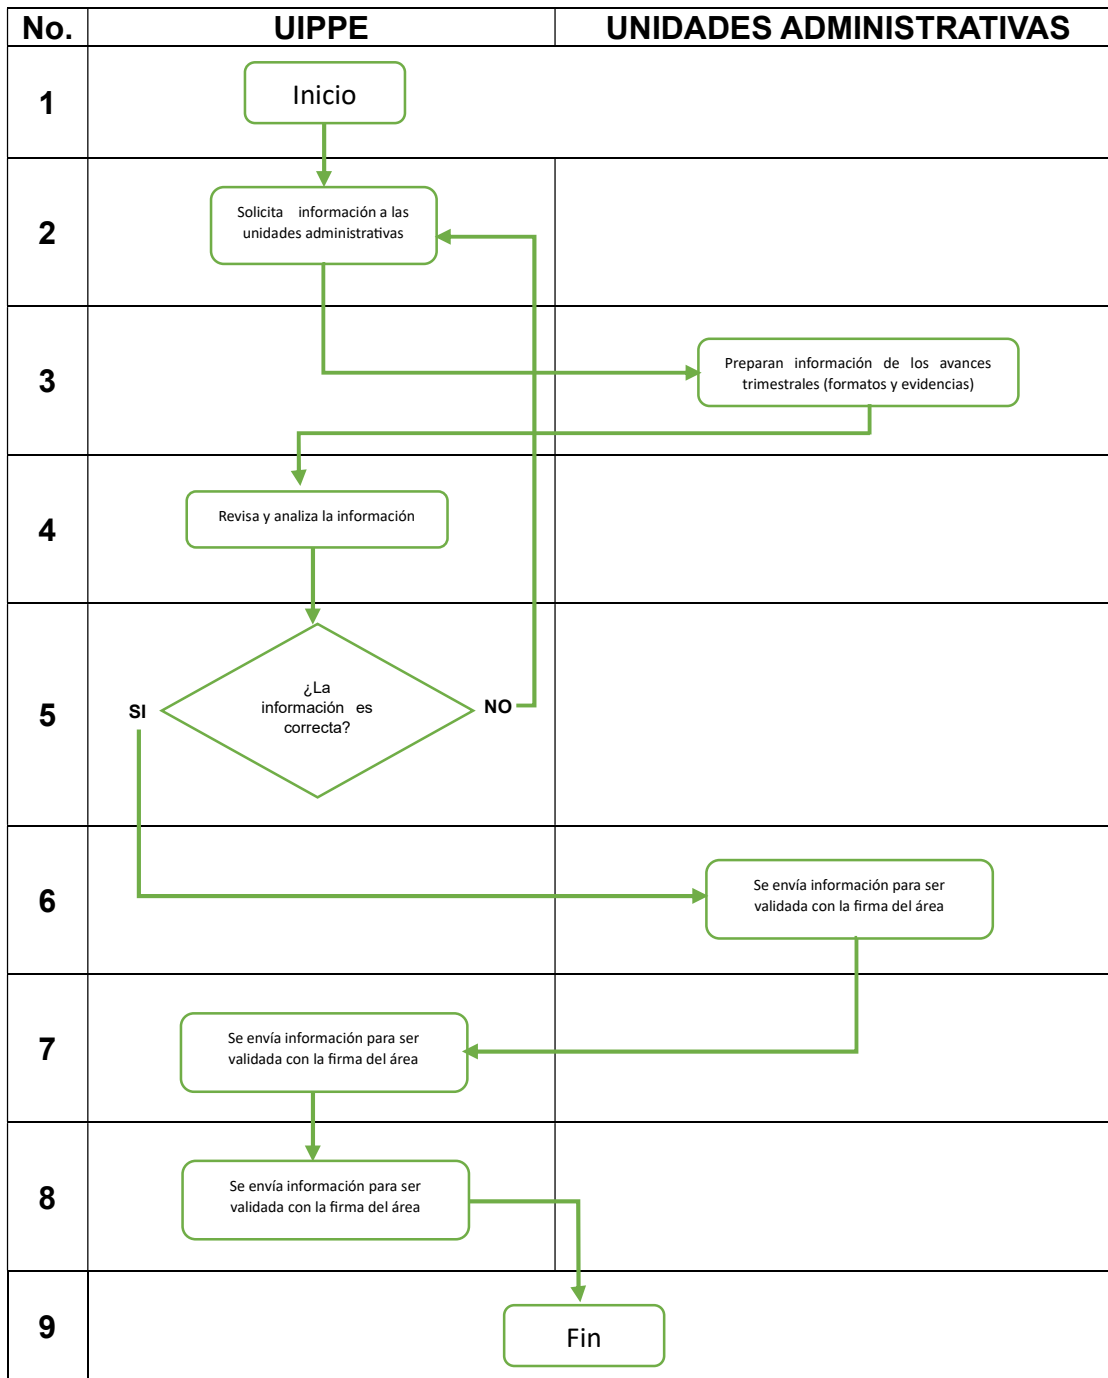 No. UIPPE UNIDADES ADMINISTRATIVAS
1
Inicio
2
Solicita información a las
unidades administrativas
3
Preparan información de los avances
trimestrales (formatos y evidencias)
4
Revisa y analiza la información
5
SI
¿La
información es
correcta?
NO
6
Se envía información para ser
validada con la firma del área
7
Se envía información para ser
validada con la firma del área
8
Se envía información para ser
validada con la firma del área
9
Fin